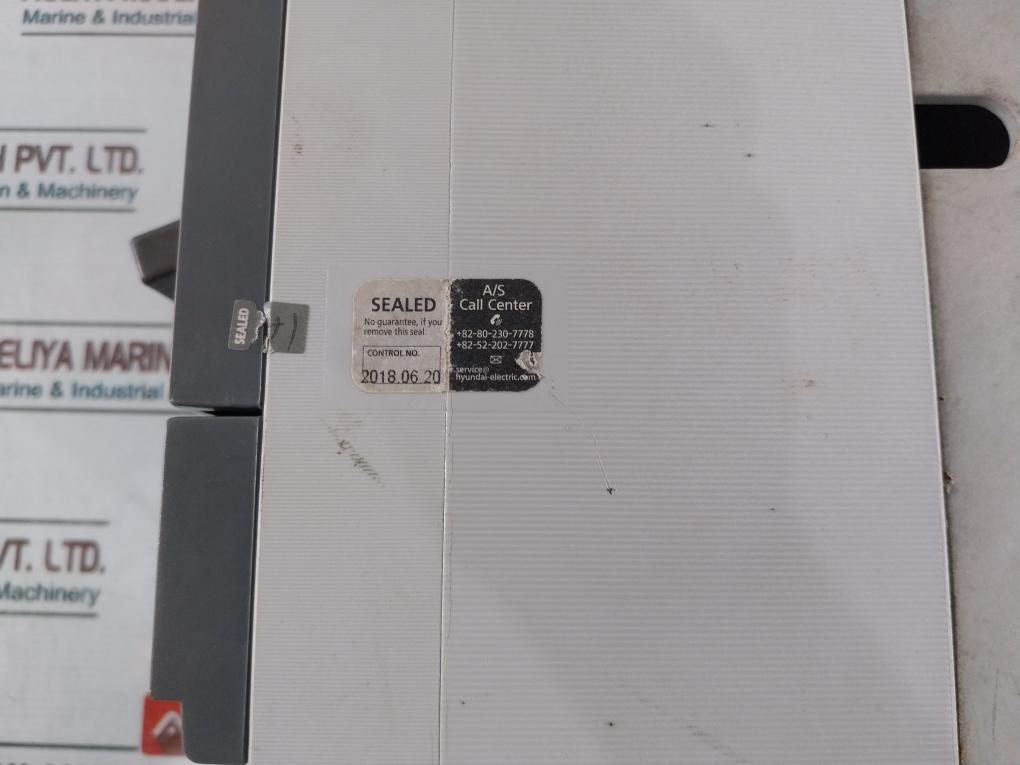 Marine & Industrial
PVT. LTD.
& Machinery
SEALED
SEALED
No guarantee, if you
remove this seal.
CONTROL NO.
2018.06.20
A/S
Call Center
+82-80-230-7778
+82-52-202-7777
service@
hyundai-electric.com
ELIYA MARIN
arine & Industrial
VT. LTD.
Machinery